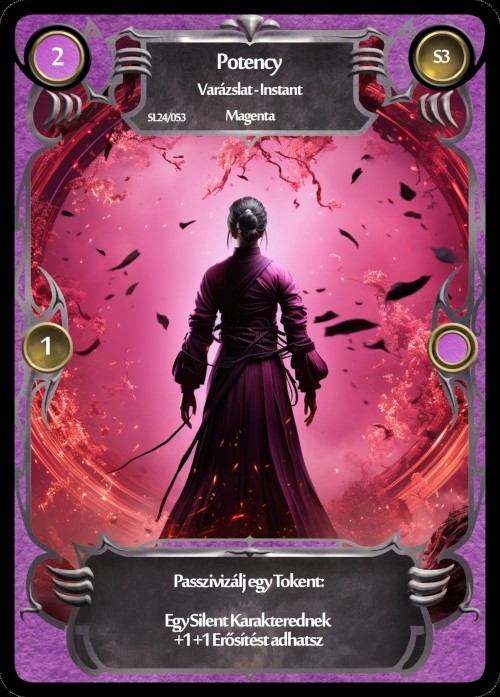 2
Potency
S3
Varázslat - Instant
SL24/053
Magenta
1
Passzivizálj egy Tokent:
Egy Silent Karakterednek
+1 +1 Erősítést adhatsz